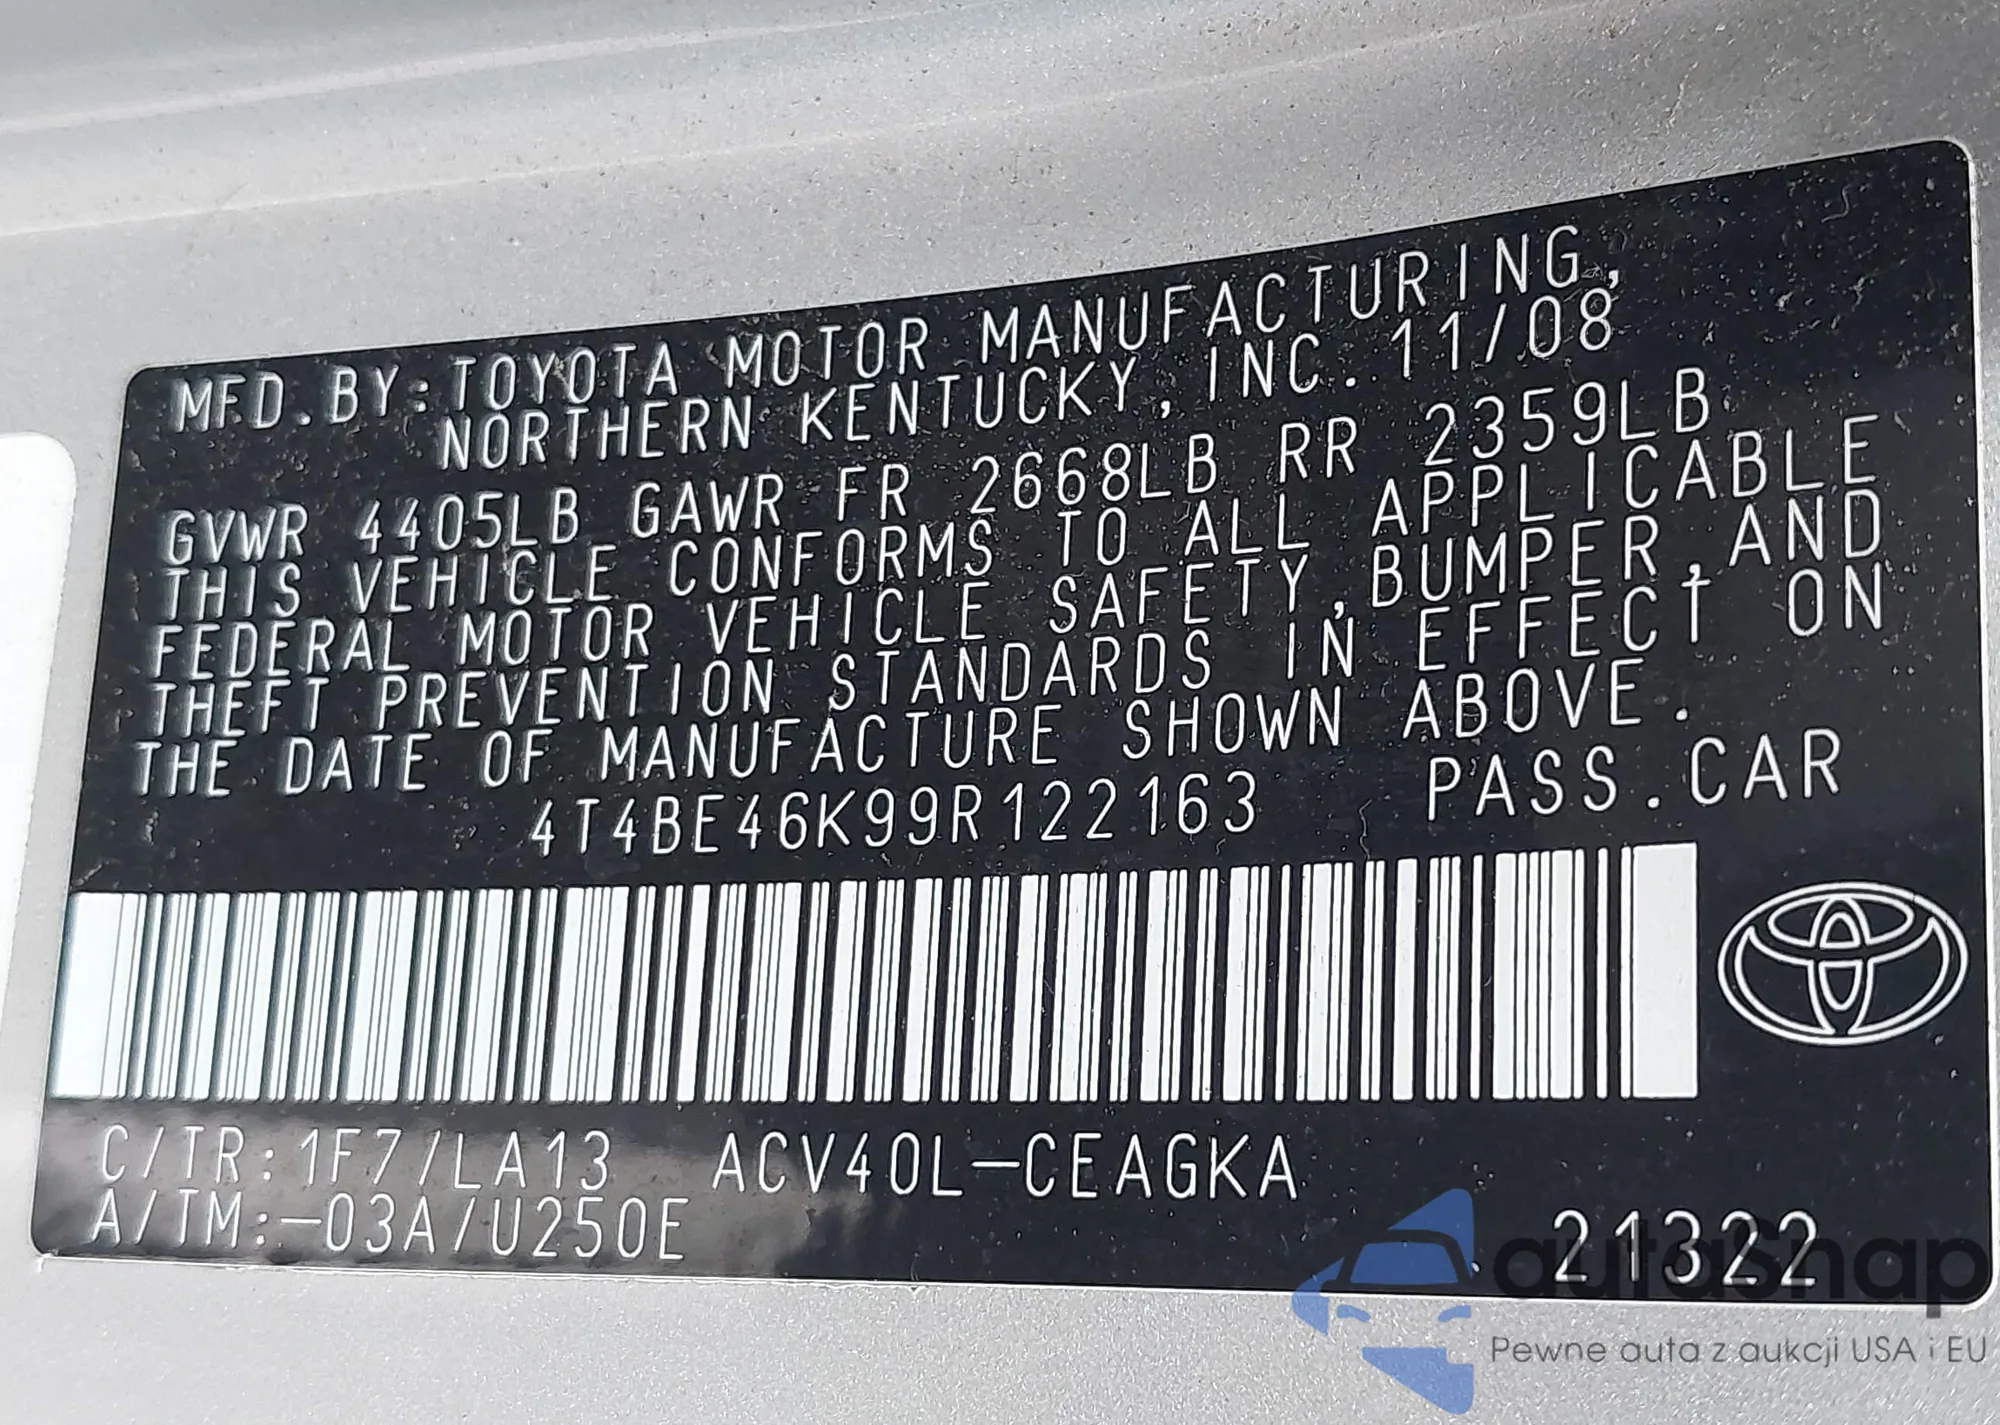 MFD.BY:TOYOTA MOTOR MANUFACTURING,
NORTHERN KENTUCKY, INC. 11/08
GVWR 4405LB GAWR FR 2668LB RR 2359LB
THIS VEHICLE CONFORMS TO ALL APPLICABLE
FEDERAL MOTOR VEHICLE SAFETY,BUMPER,AND
THEFT PREVENTION STANDARDS IN EFFECT ON
THE DATE OF MANUFACTURE SHOWN ABOVE.
4T4BE46K99R122163 PASS.CAR
C/TR:1F7/LA13 ACV40L-CEAGKA
A/TM:-03A/U250E
21322
autaSnap
Pewne auta z aukcji USA i EU